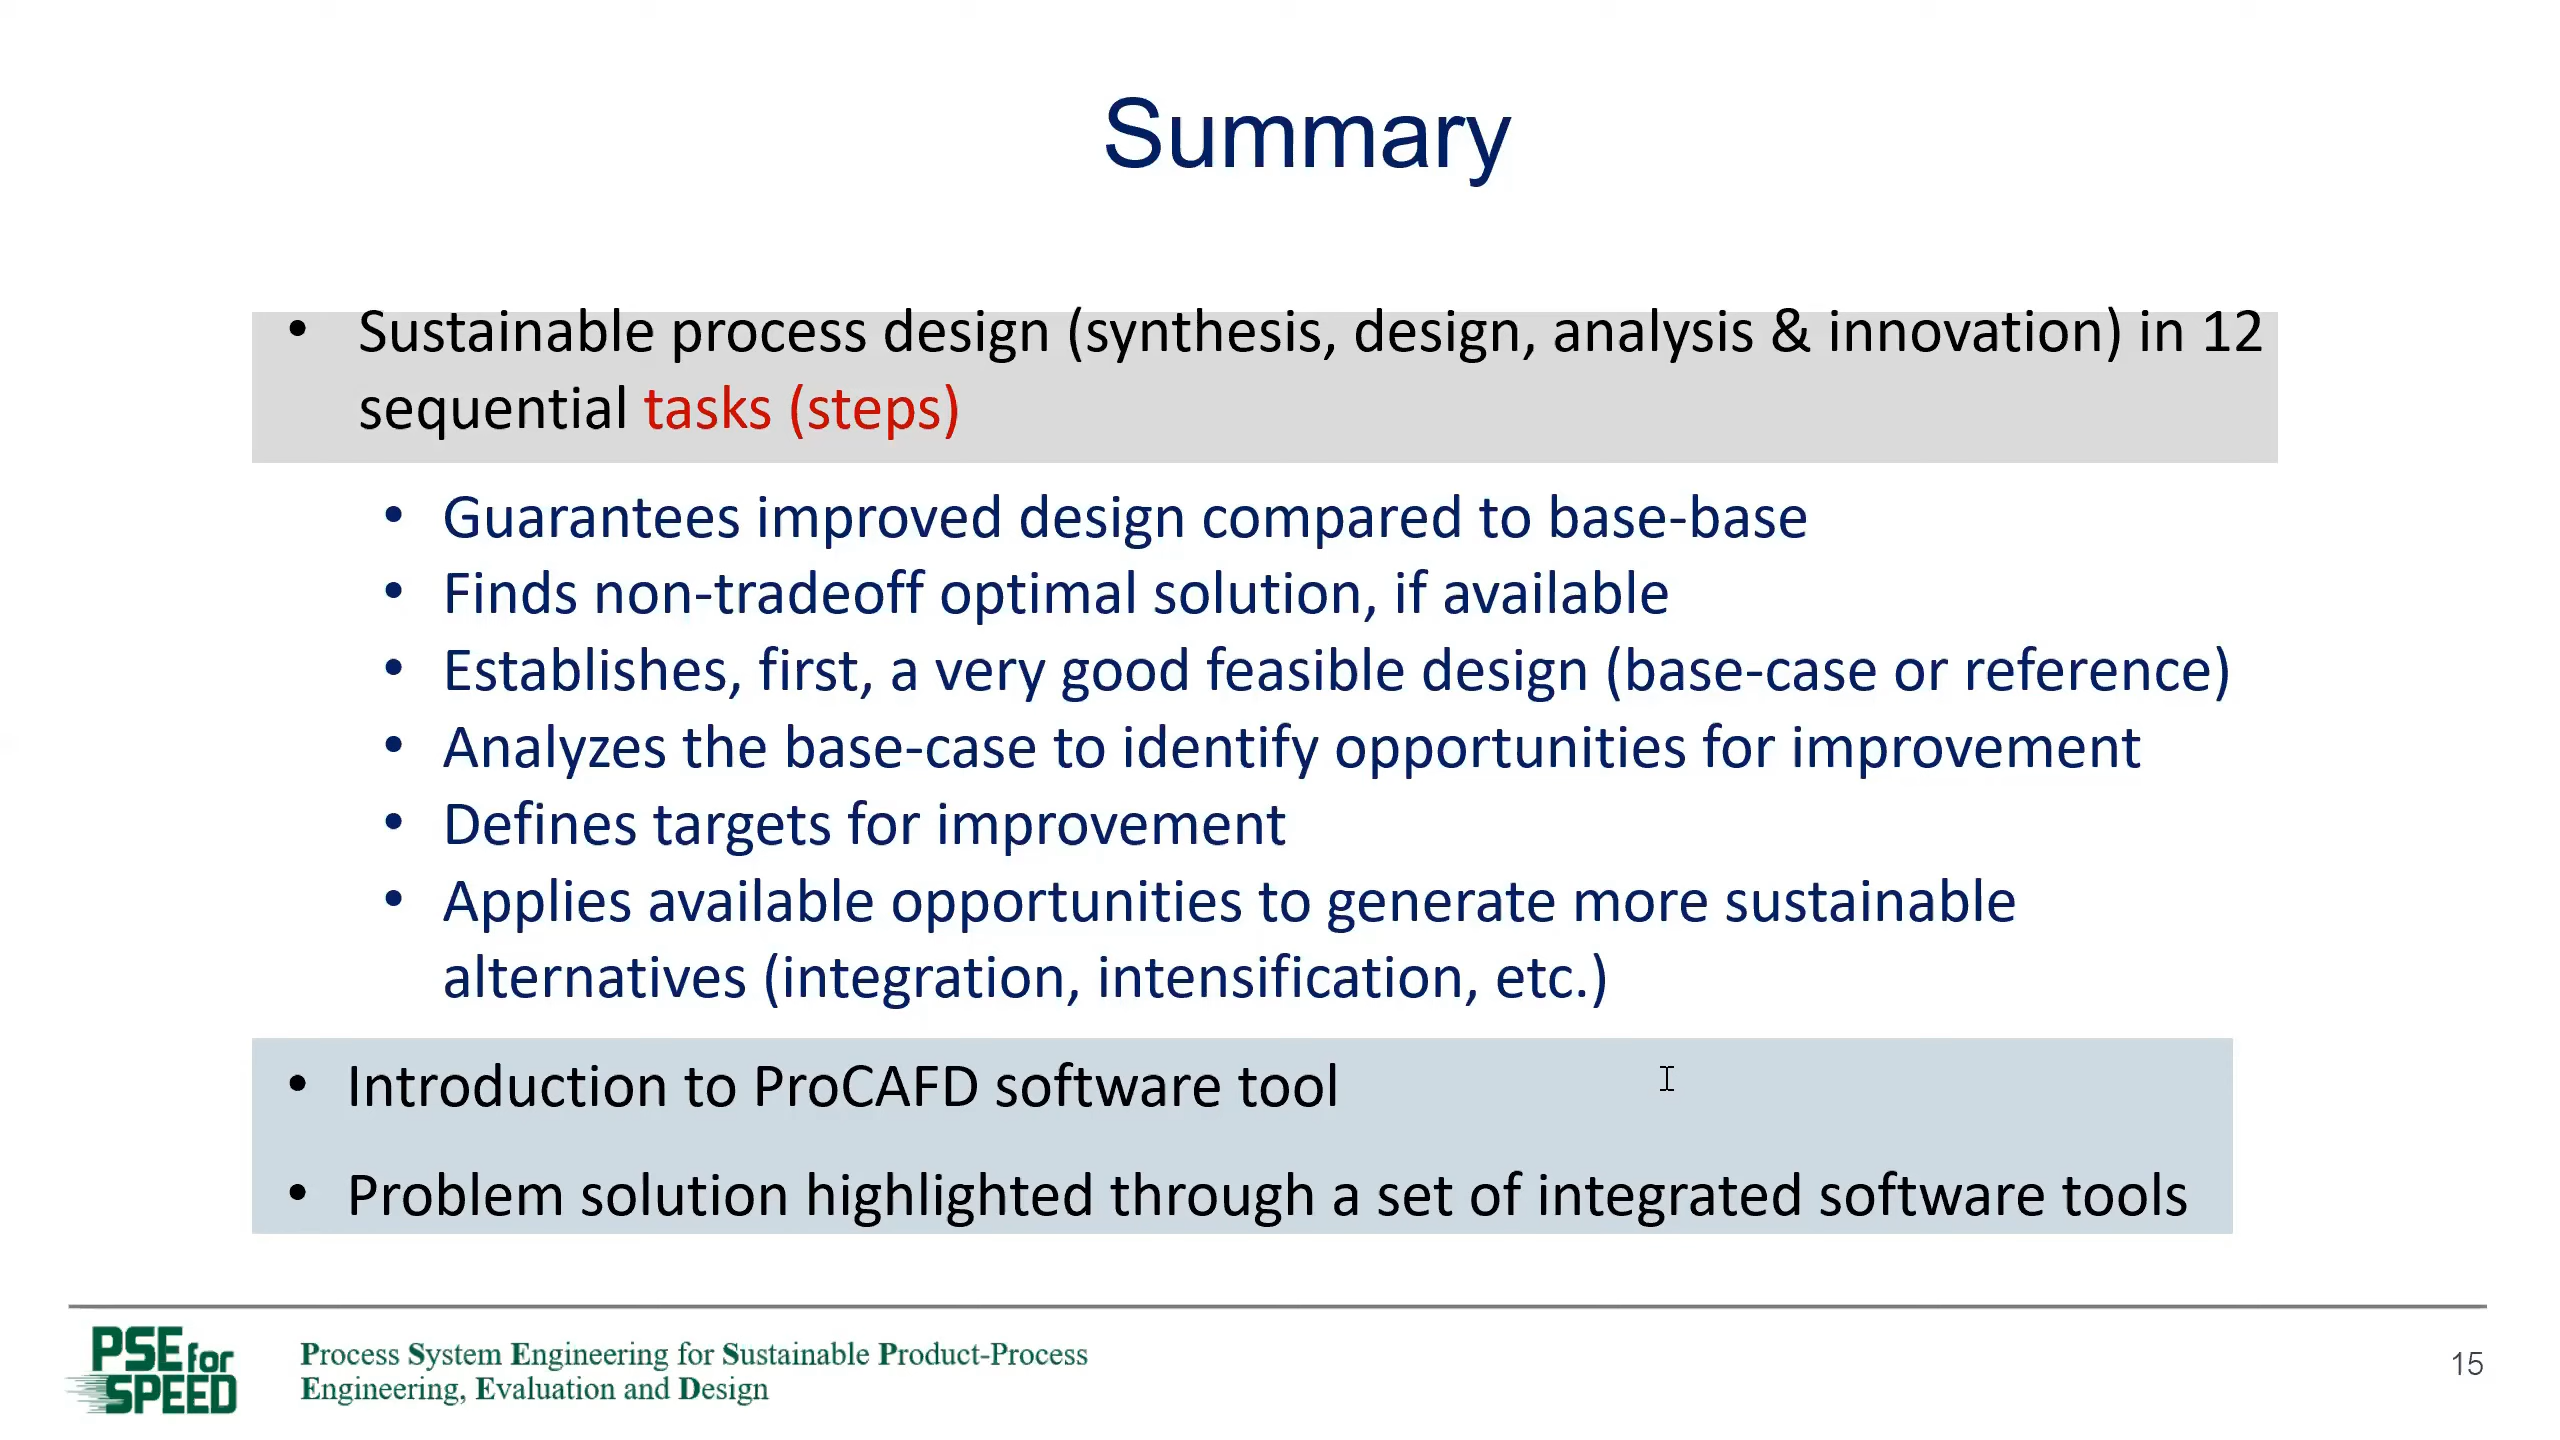 Summary
• Sustainable process design (synthesis, design, analysis & innovation) in 12
sequential tasks (steps)
• Guarantees improved design compared to base-base
• Finds non-tradeoff optimal solution, if available
• Establishes, first, a very good feasible design (base-case or reference)
• Analyzes the base-case to identify opportunities for improvement
• Defines targets for improvement
• Applies available opportunities to generate more sustainable
alternatives (integration, intensification, etc.)
• Introduction to ProCAFD software tool
• Problem solution highlighted through a set of integrated software tools
PSE for
SPEED
Process System Engineering for Sustainable Product-Process
Engineering, Evaluation and Design
15